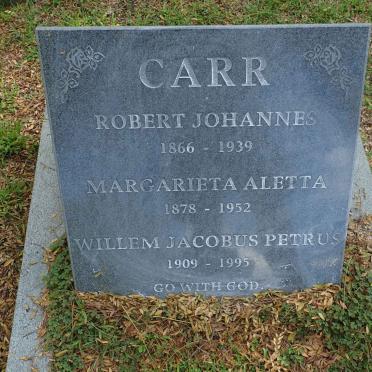 CARR
ROBERT JOHANNES
1866 - 1939
MARGARIETA ALETTA
1878 - 1952
WILLEM JACOBUS PETRUS
1909 - 1995
GO WITH GOD.